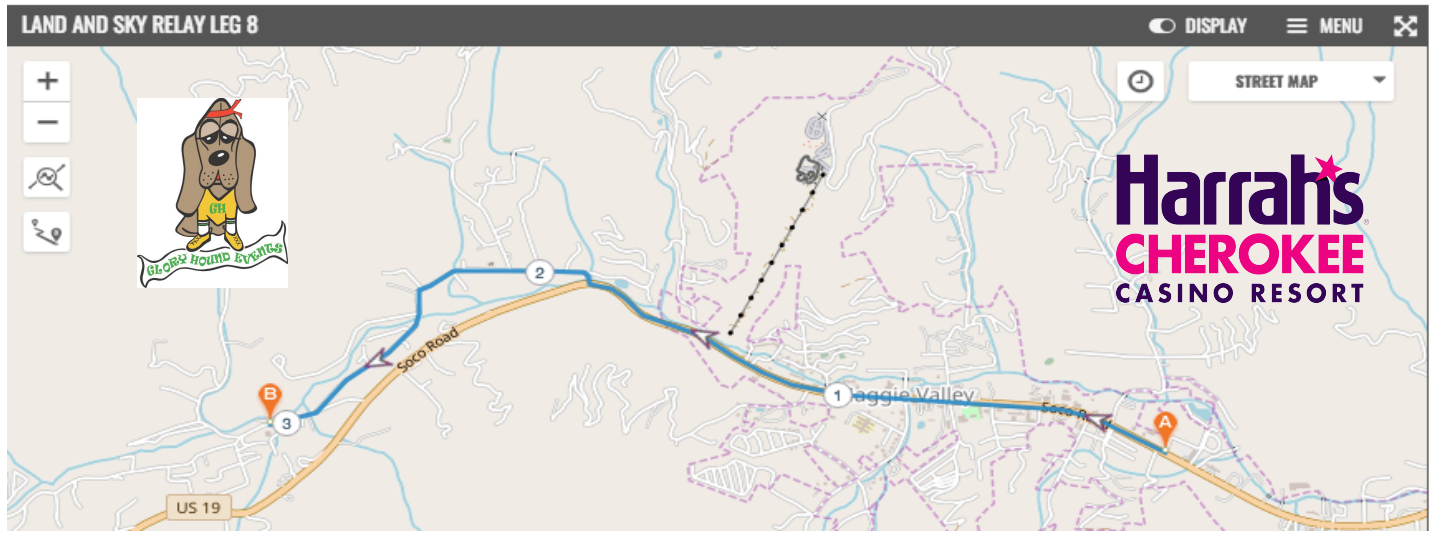 LAND AND SKY RELAY LEG 8
DISPLAY
MENU
+
−
STREET MAP
GH
GLORY HOUND EVENTS
Harrah's
CHEROKEE
CASINO RESORT
2
Soco Road
B
3
1
Maggie Valley
Soco R
A
US 19